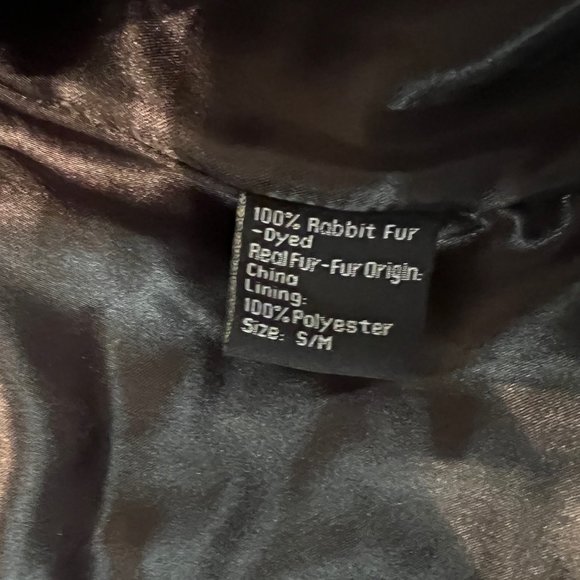 100% Rabbit Fur
-Dyed
Real Fur-Fur Origin:
China
Lining:
100%Polyester
Size: S/M